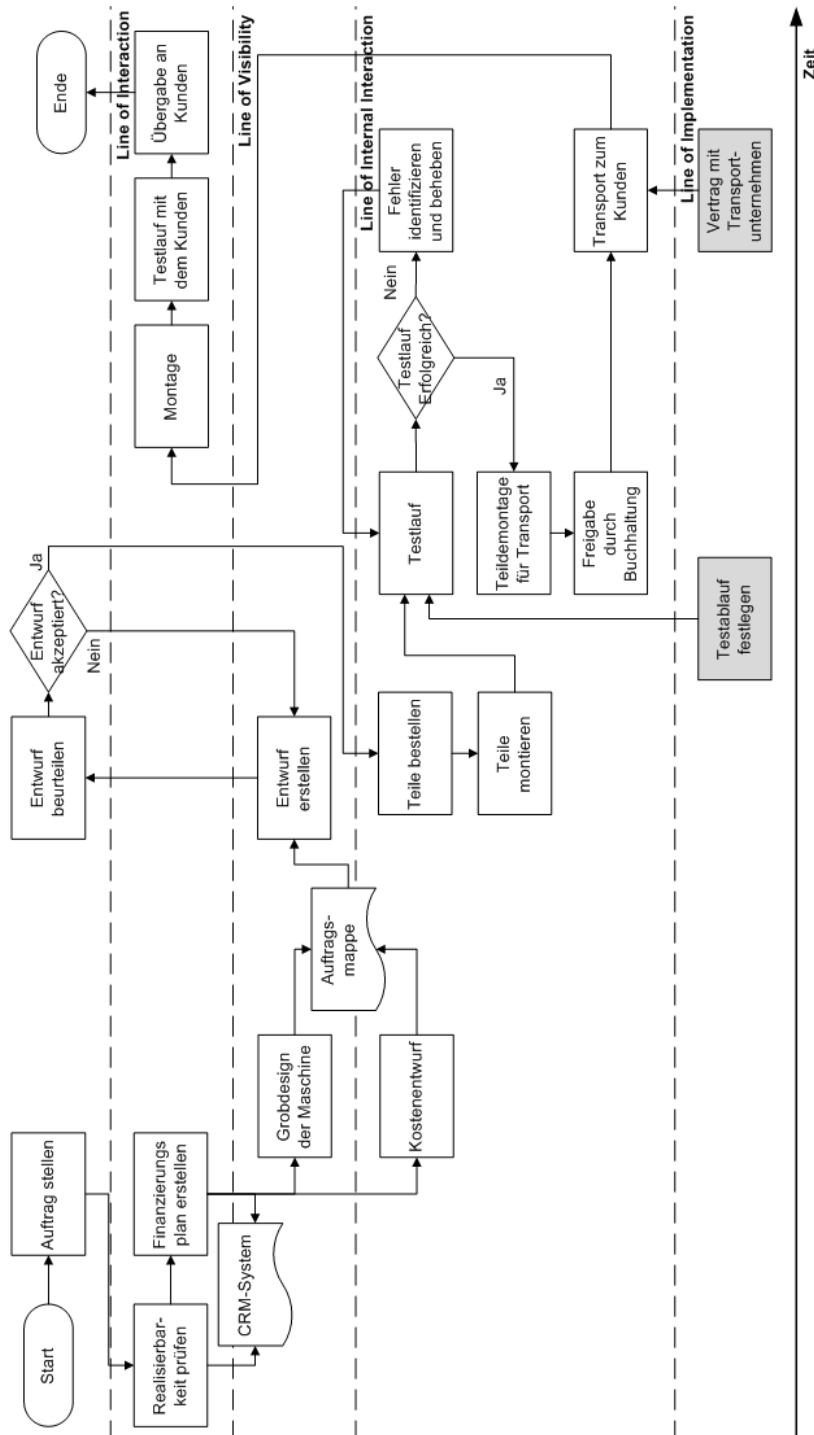 Start
Auftrag stellen
Entwurf
beurteilen
Entwurf
akzeptiert?
Ja
Nein
Ende
Line of Interaction
Realisierbar-
keit prüfen
Finanzierungs
plan erstellen
Montage
Testlauf mit
dem Kunden
Übergabe an
Kunden
Line of Visibility
CRM-System
Grobdesign
der Maschine
Entwurf
erstellen
Auftrags-
mappe
Line of Internal Interaction
Kostenentwurf
Teile bestellen
Testlauf
Testlauf
Erfolgreich?
Nein
Ja
Fehler
identifizieren
und beheben
Teile
montieren
Teildemontage
für Transport
Freigabe
durch
Buchhaltung
Transport zum
Kunden
Line of Implementation
Testablauf
festlegen
Vertrag mit
Transport-
unternehmen
Zeit